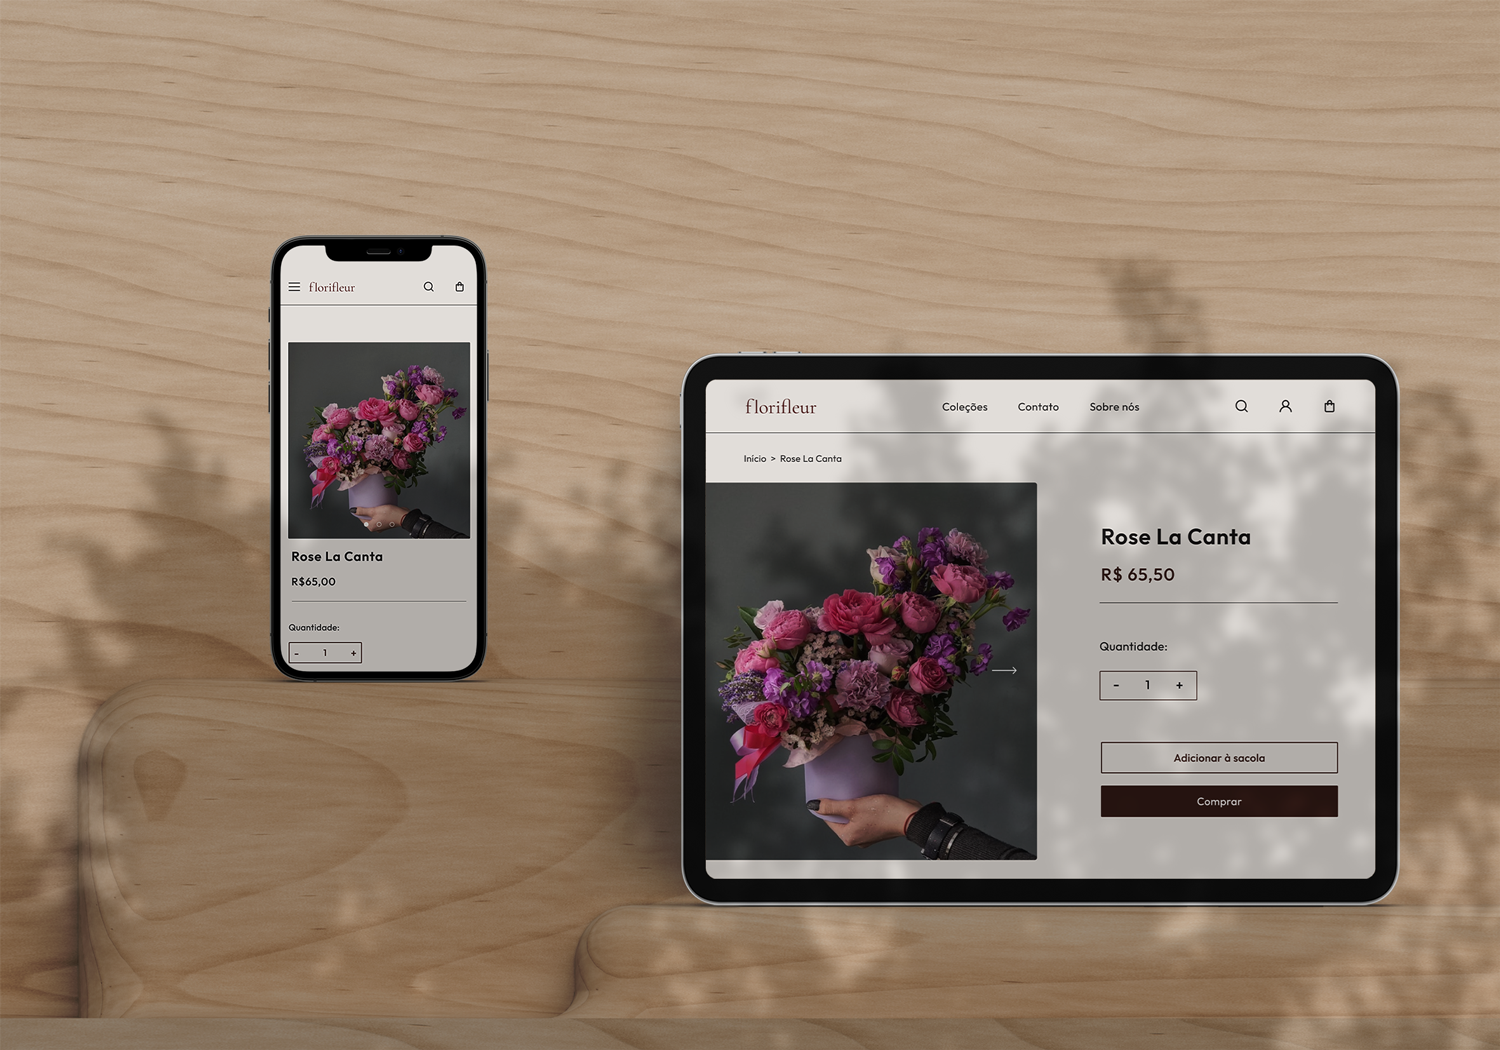 florifleur
Rose La Canta
R$65,00
Quantidade:
- 1 +
florifleur
Coleções Contato Sobre nós
Início > Rose La Canta
Rose La Canta
R$ 65,50
Quantidade:
- 1 +
Adicionar à sacola
Comprar